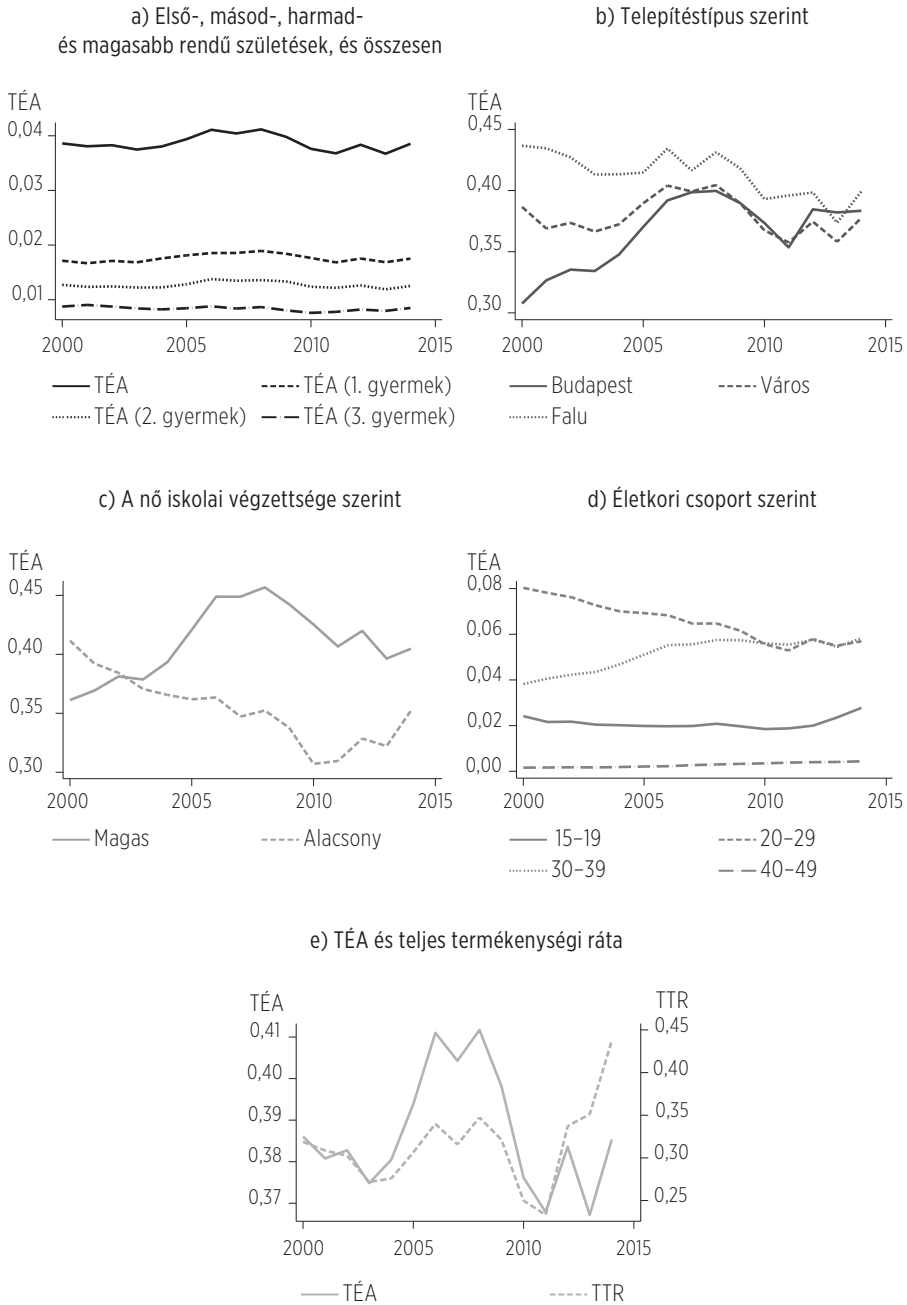 a) Első-, másod-, harmad-
és magasabb rendű születések, és összesen
TÉA
0,04
0,03
0,02
0,01
2000 2005 2010 2015
TÉA TÉA (1. gyermek)
TÉA (2. gyermek) TÉA (3. gyermek)
b) Telepítéstípus szerint
TÉA
0,45
0,40
0,35
0,30
2000 2005 2010 2015
Budapest Város
Falu
c) A nő iskolai végzettsége szerint
TÉA
0,45
0,40
0,35
0,30
2000 2005 2010 2015
Magas Alacsony
d) Életkori csoport szerint
TÉA
0,08
0,06
0,04
0,02
0,00
2000 2005 2010 2015
15–19 20–29
30–39 40–49
e) TÉA és teljes termékenységi ráta
TÉA TTR
0,41 0,45
0,40 0,40
0,39 0,35
0,38 0,30
0,37 0,25
2000 2005 2010 2015
TÉA TTR